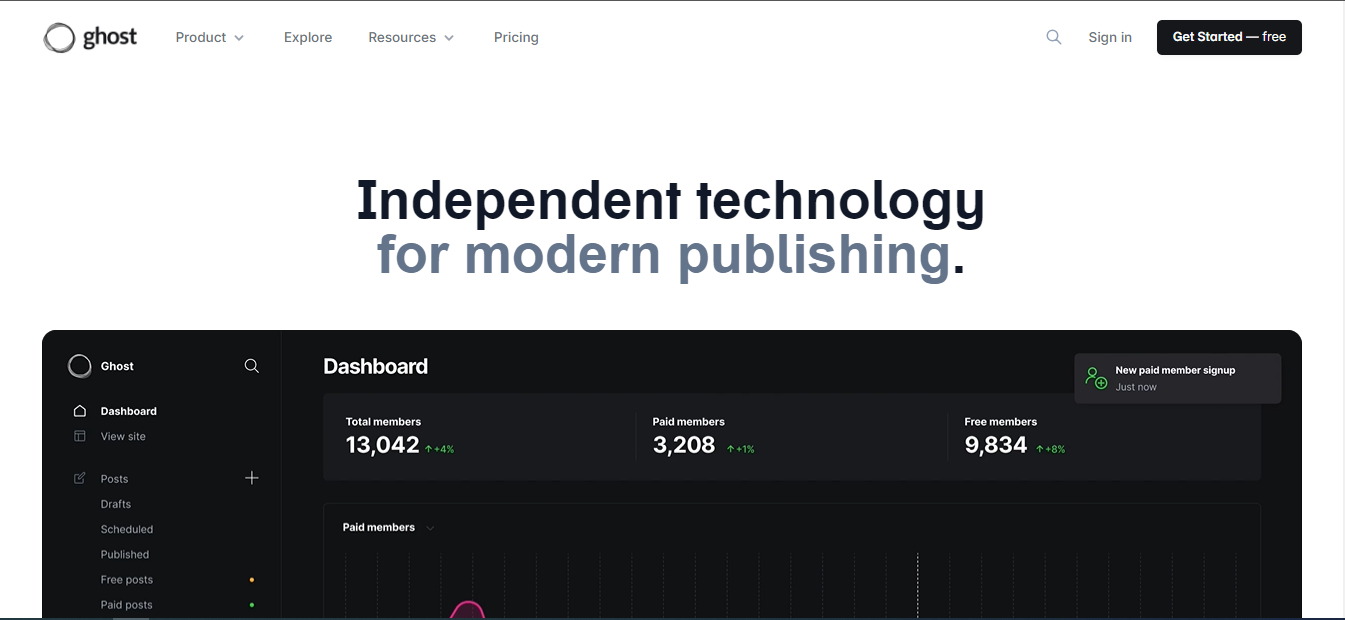 ghost Product Explore Resources Pricing Sign in Get Started — free
Independent technology
for modern publishing.
Ghost
Dashboard
View site
Posts
Drafts
Scheduled
Published
Free posts
Paid posts
Dashboard
New paid member signup
Just now
Total members
13,042 +4%
Paid members
3,208 +1%
Free members
9,834 +8%
Paid members